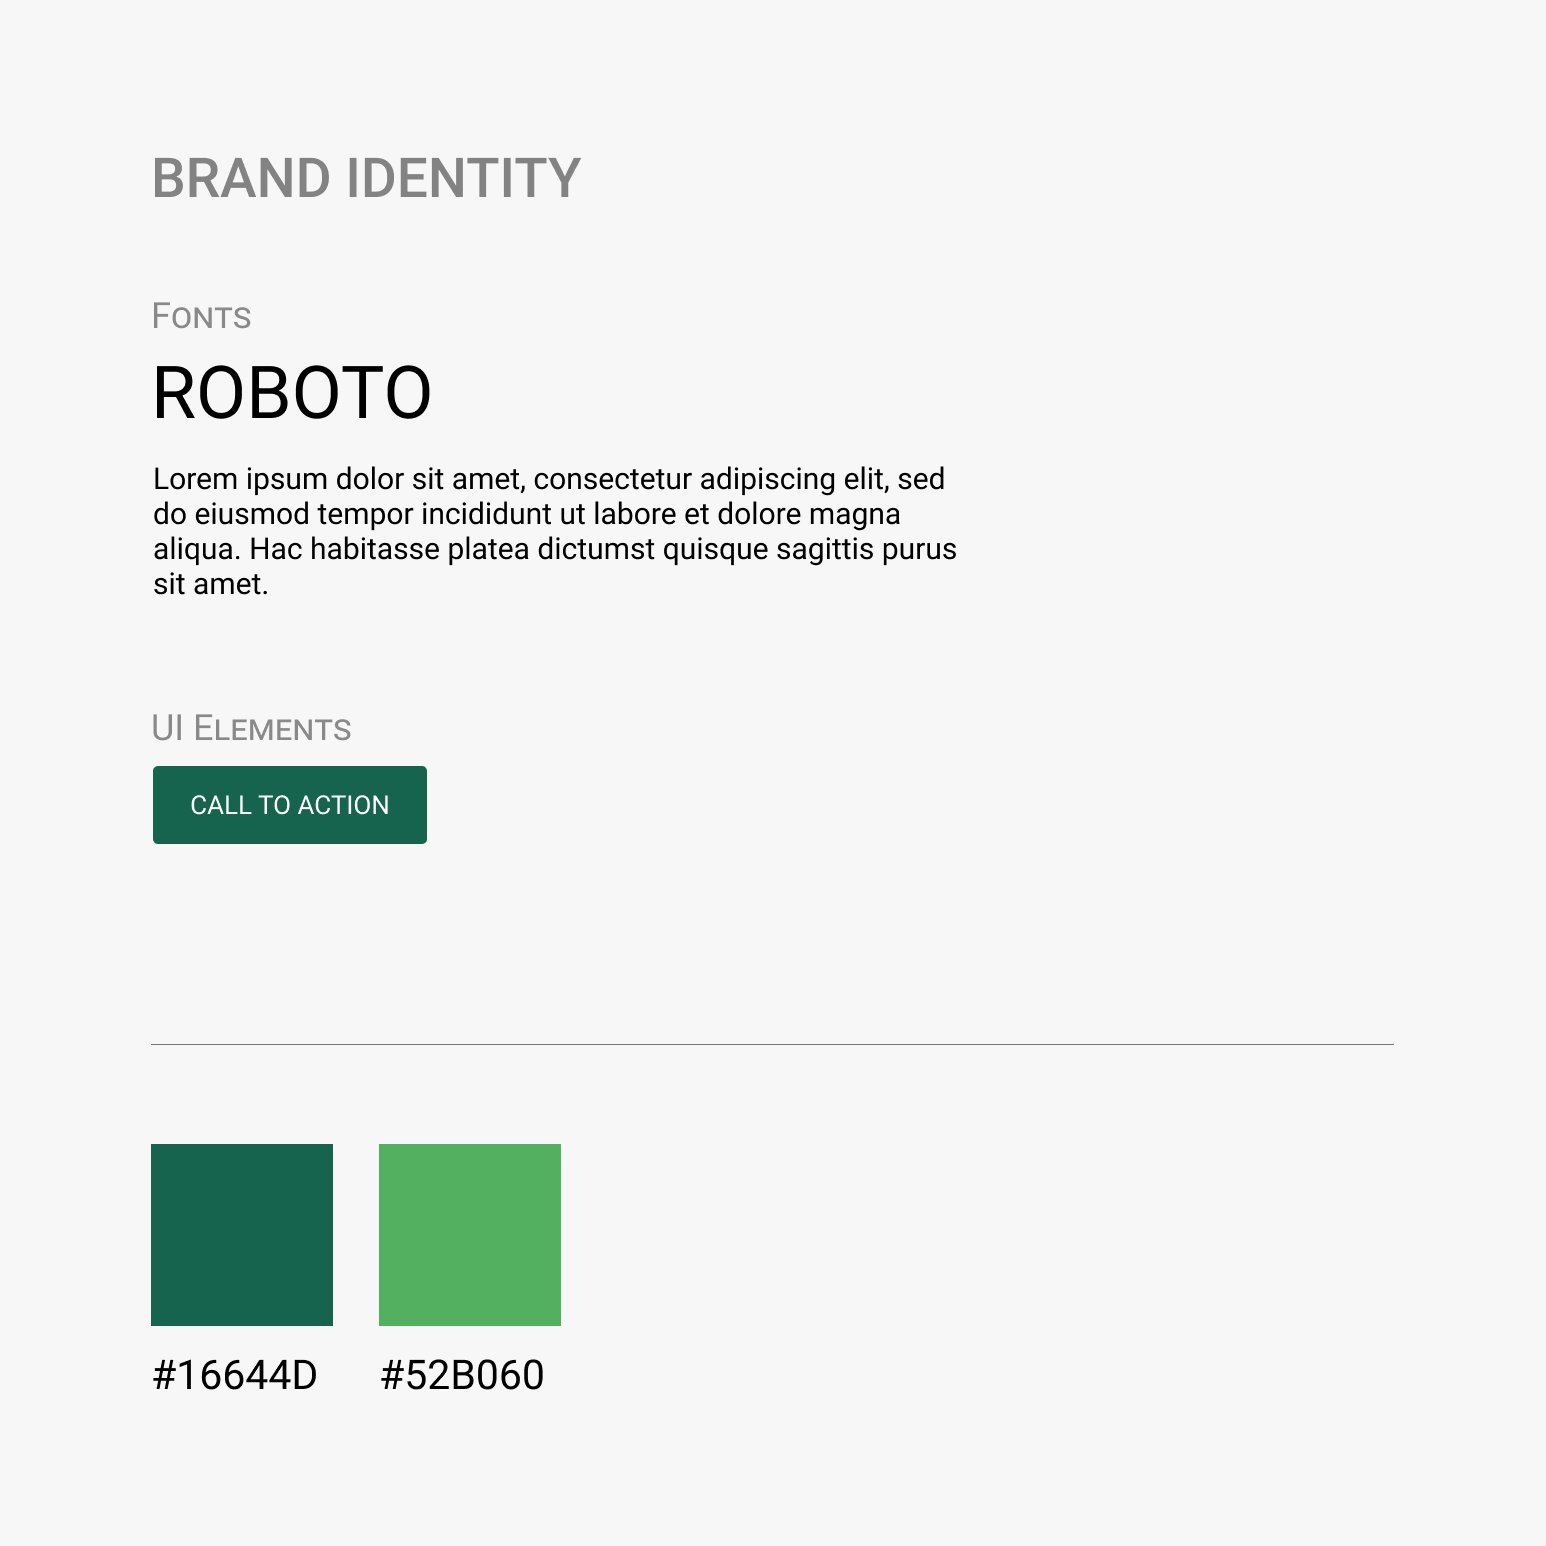 BRAND IDENTITY
Fonts
ROBOTO
Lorem ipsum dolor sit amet, consectetur adipiscing elit, sed
do eiusmod tempor incididunt ut labore et dolore magna
aliqua. Hac habitasse platea dictumst quisque sagittis purus
sit amet.
UI Elements
CALL TO ACTION
#16644D #52B060